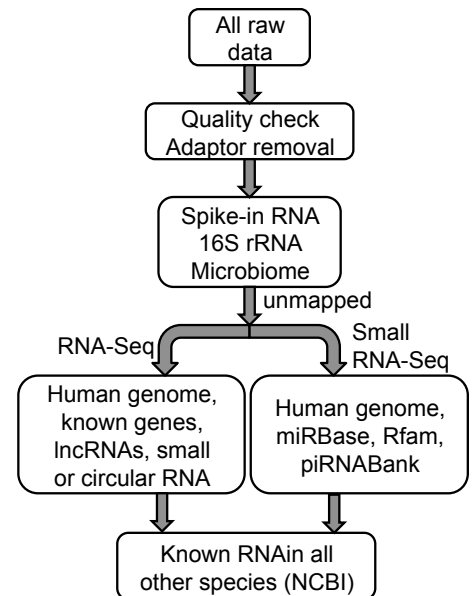 All raw
data
Quality check
Adaptor removal
Spike-in RNA
16S rRNA
Microbiome
unmapped
RNA-Seq
Small
RNA-Seq
Human genome,
known genes,
lncRNAs, small
or circular RNA
Human genome,
miRBase, Rfam,
piRNABank
Known RNAin all
other species (NCBI)